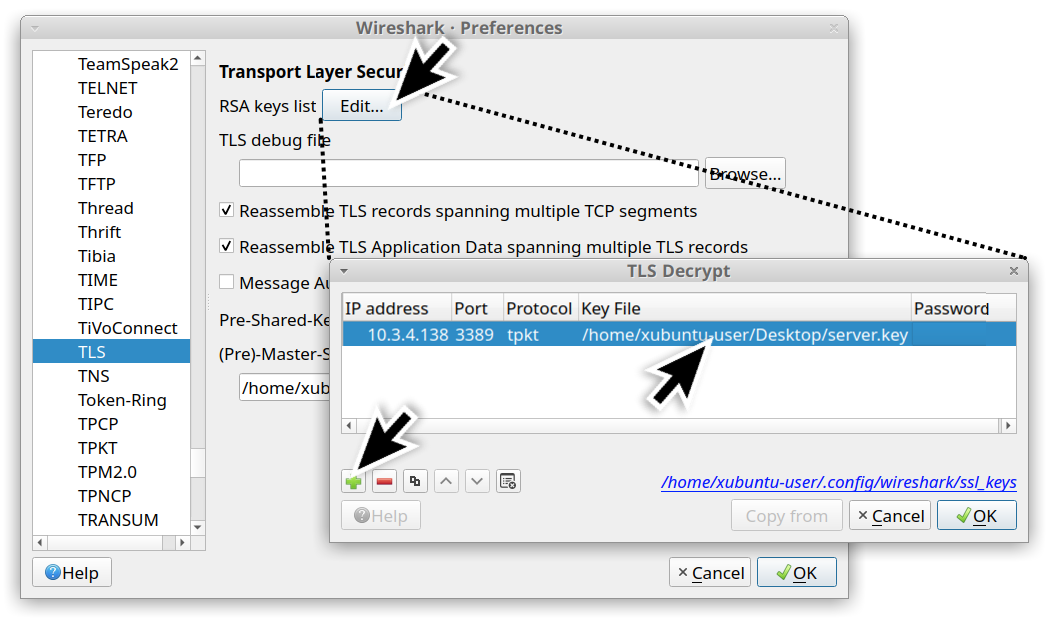 Wireshark · Preferences
TeamSpeak2
TELNET
Teredo
TETRA
TFP
TFTP
Thread
Thrift
Tibia
TIME
TIPC
TiVoConnect
TLS
TNS
Token-Ring
TPCP
TPKT
TPM2.0
TPNCP
TRANSUM
Transport Layer Secur
RSA keys list Edit...
TLS debug file
Browse...
Reassemble TLS records spanning multiple TCP segments
Reassemble TLS Application Data spanning multiple TLS records
Message Au
Pre-Shared-Ke
(Pre)-Master-S
/home/xub
TLS Decrypt
IP address Port Protocol Key File Password
10.3.4.138 3389 tpkt /home/xubuntu-user/Desktop/server.key
/home/xubuntu-user/.config/wireshark/ssl_keys
Help Copy from Cancel OK
Help Cancel OK